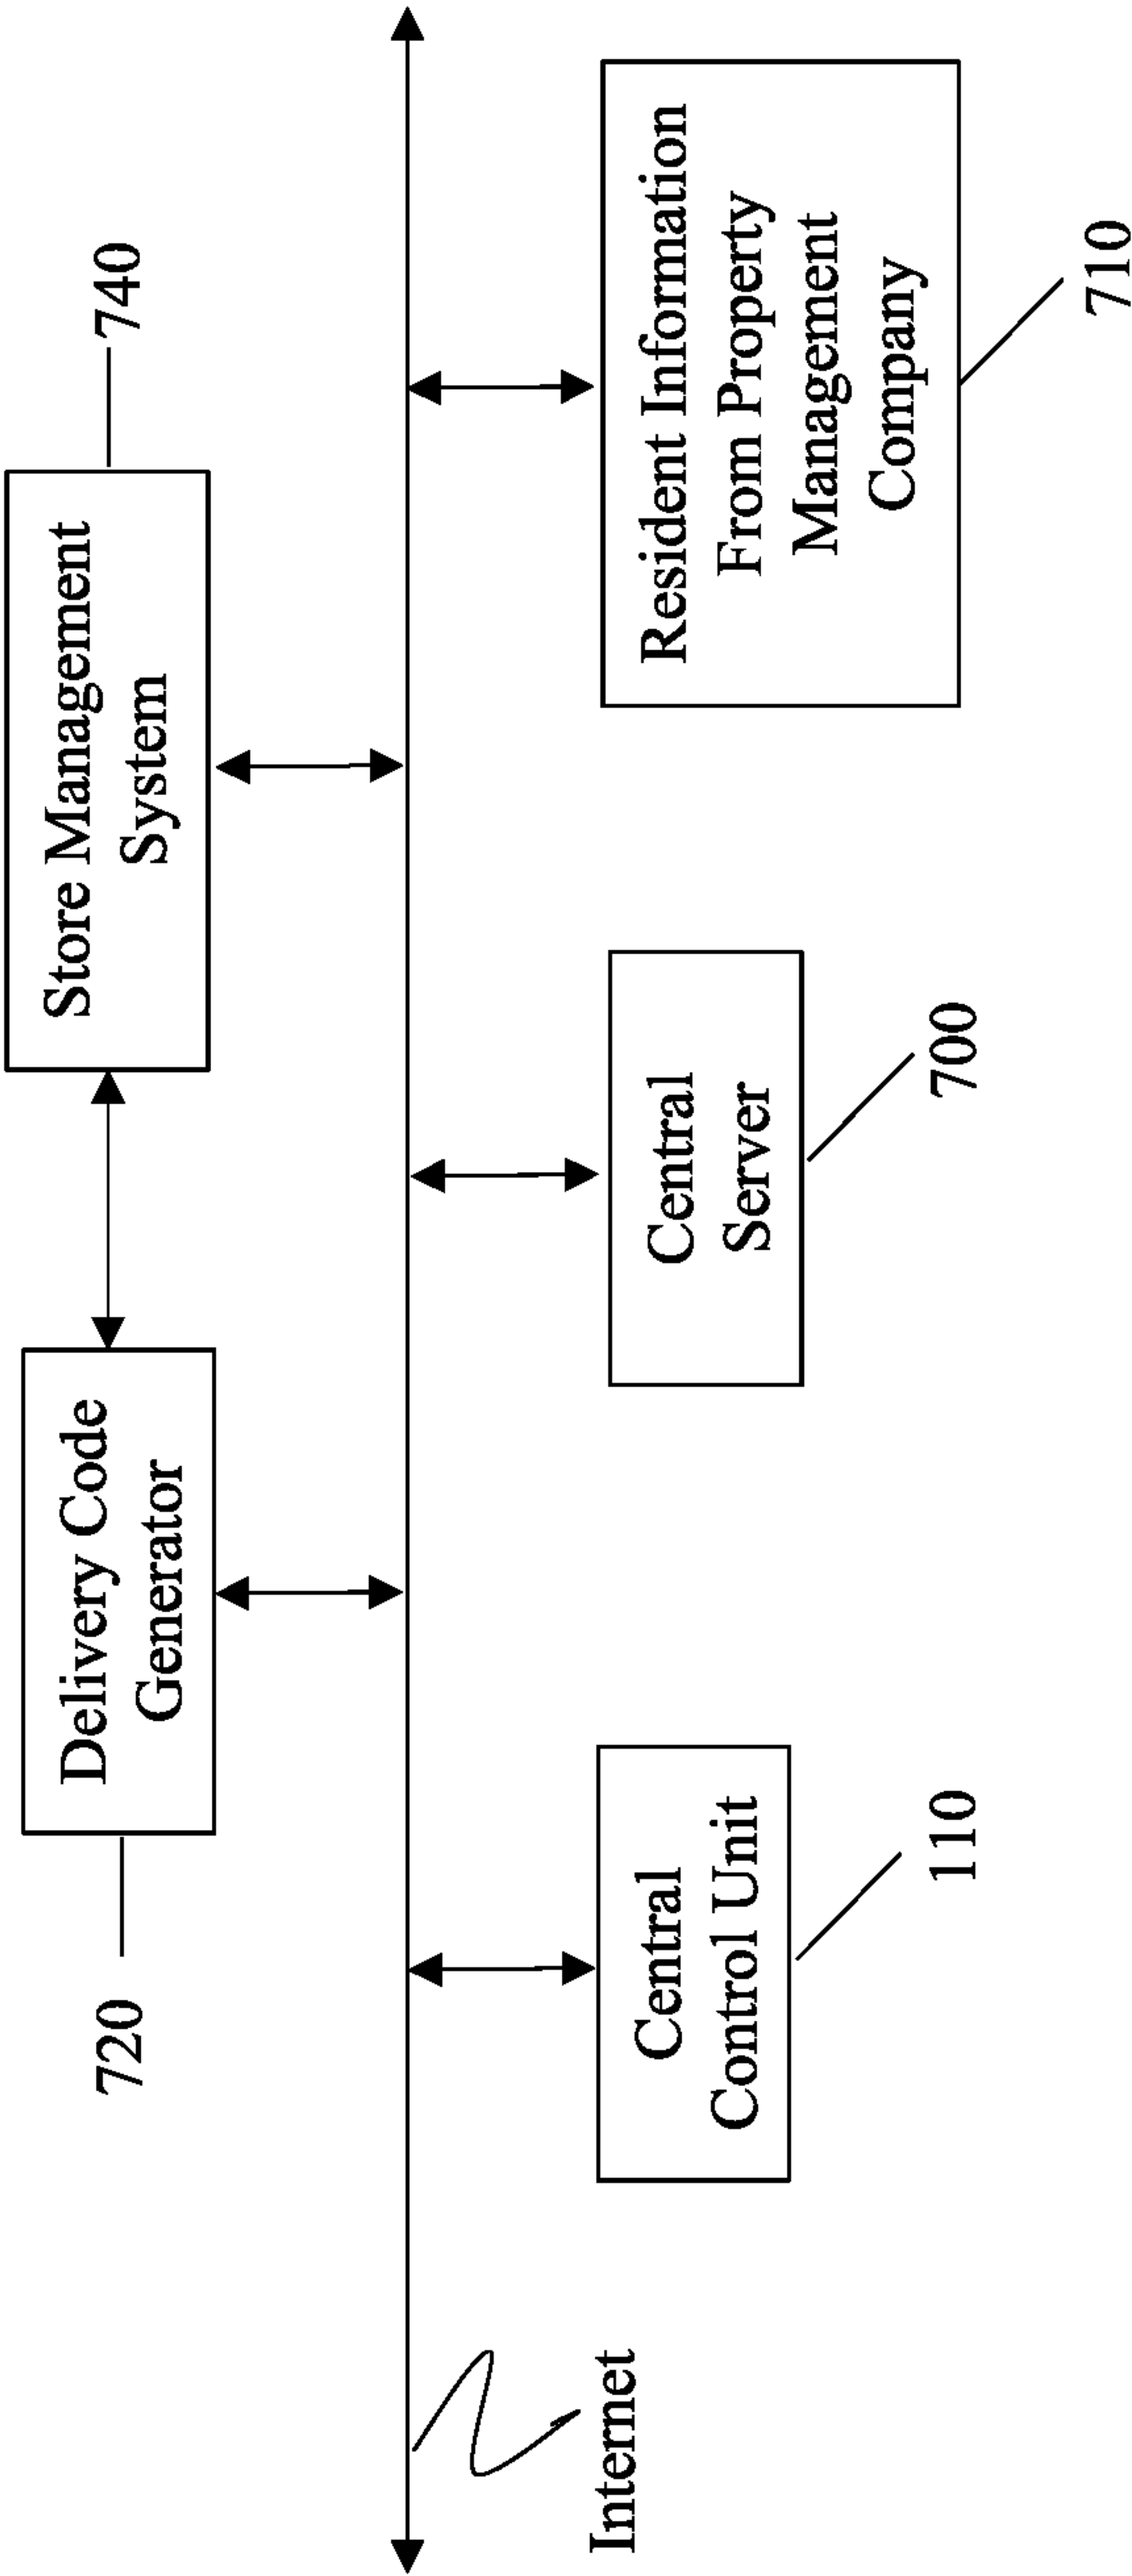 720
Delivery Code
Generator
Store Management
System
740
Internet
Central
Control Unit
110
Central
Server
700
Resident Information
From Property
Management
Company
710